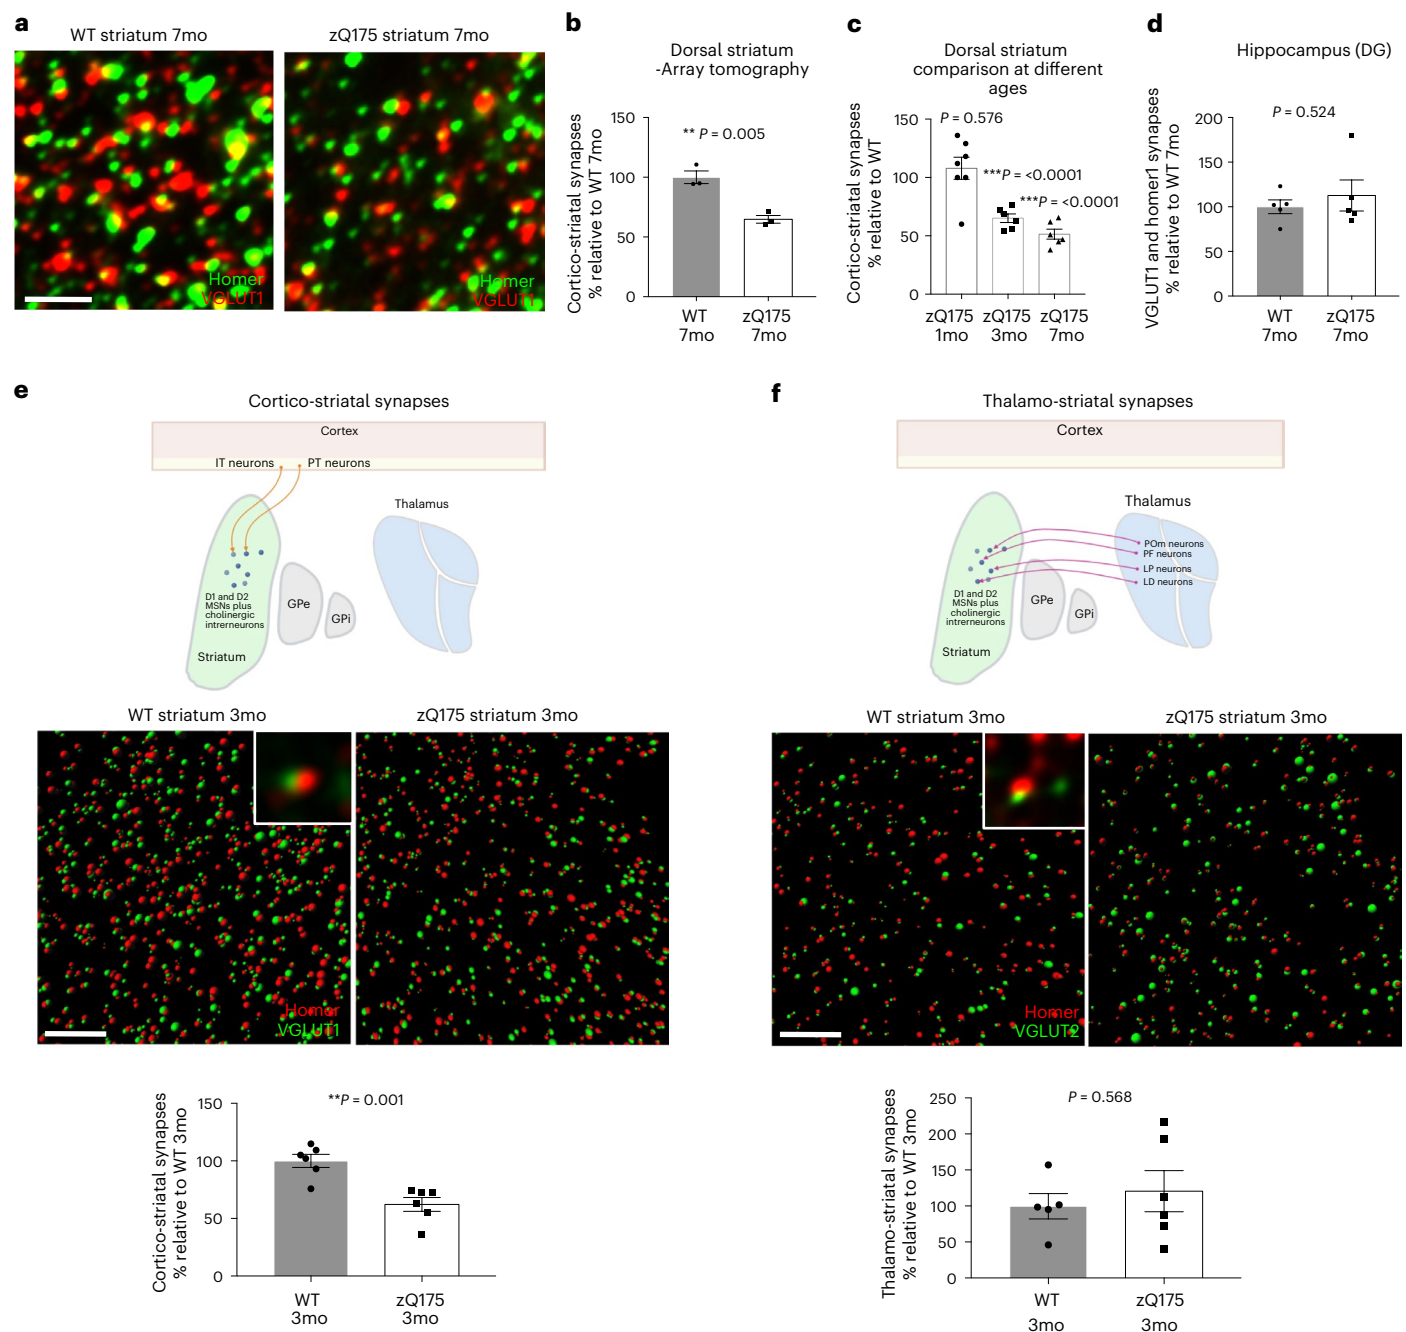 a
WT striatum 7mo
zQ175 striatum 7mo
Homer
VGLUT1
Homer
VGLUT1
b
Dorsal striatum
-Array tomography
Cortico-striatal synapses
% relative to WT 7mo
150
100
50
0
** P = 0.005
WT
7mo
zQ175
7mo
c
Dorsal striatum
comparison at different
ages
Cortico-striatal synapses
% relative to WT
150
100
50
0
P = 0.576
***P = <0.0001
***P = <0.0001
zQ175
1mo
zQ175
3mo
zQ175
7mo
d
Hippocampus (DG)
VGLUT1 and homer1 synapses
% relative to WT 7mo
200
150
100
50
0
P = 0.524
WT
7mo
zQ175
7mo
e
Cortico-striatal synapses
Cortex
IT neurons
PT neurons
Thalamus
D1 and D2
MSNs plus
cholinergic
intrerneurons
GPe
GPi
Striatum
WT striatum 3mo
zQ175 striatum 3mo
Homer
VGLUT1
Cortico-striatal synapses
% relative to WT 3mo
150
100
50
0
**P = 0.001
WT
3mo
zQ175
3mo
f
Thalamo-striatal synapses
Cortex
Thalamus
POm neurons
PF neurons
LP neurons
LD neurons
D1 and D2
MSNs plus
cholinergic
intrerneurons
GPe
GPi
Striatum
WT striatum 3mo
zQ175 striatum 3mo
Homer
VGLUT2
Thalamo-striatal synapses
% relative to WT 3mo
250
200
150
100
50
0
P = 0.568
WT
3mo
zQ175
3mo